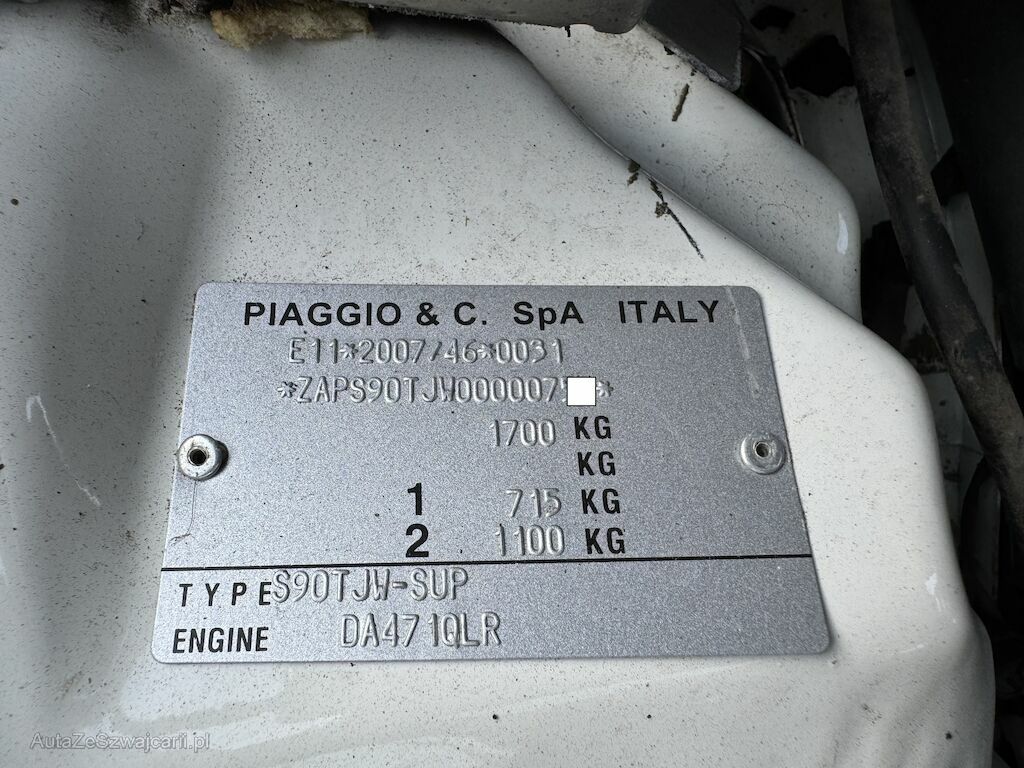 PIAGGIO & C. SpA ITALY
E11*2007/46*0031
*ZAPS90TJW0000075 *
1700 KG
KG
1 715 KG
2 1100 KG
TYPE S90TJW-SUP
ENGINE DA471QLR
AutaZeSzwajcarii.pl